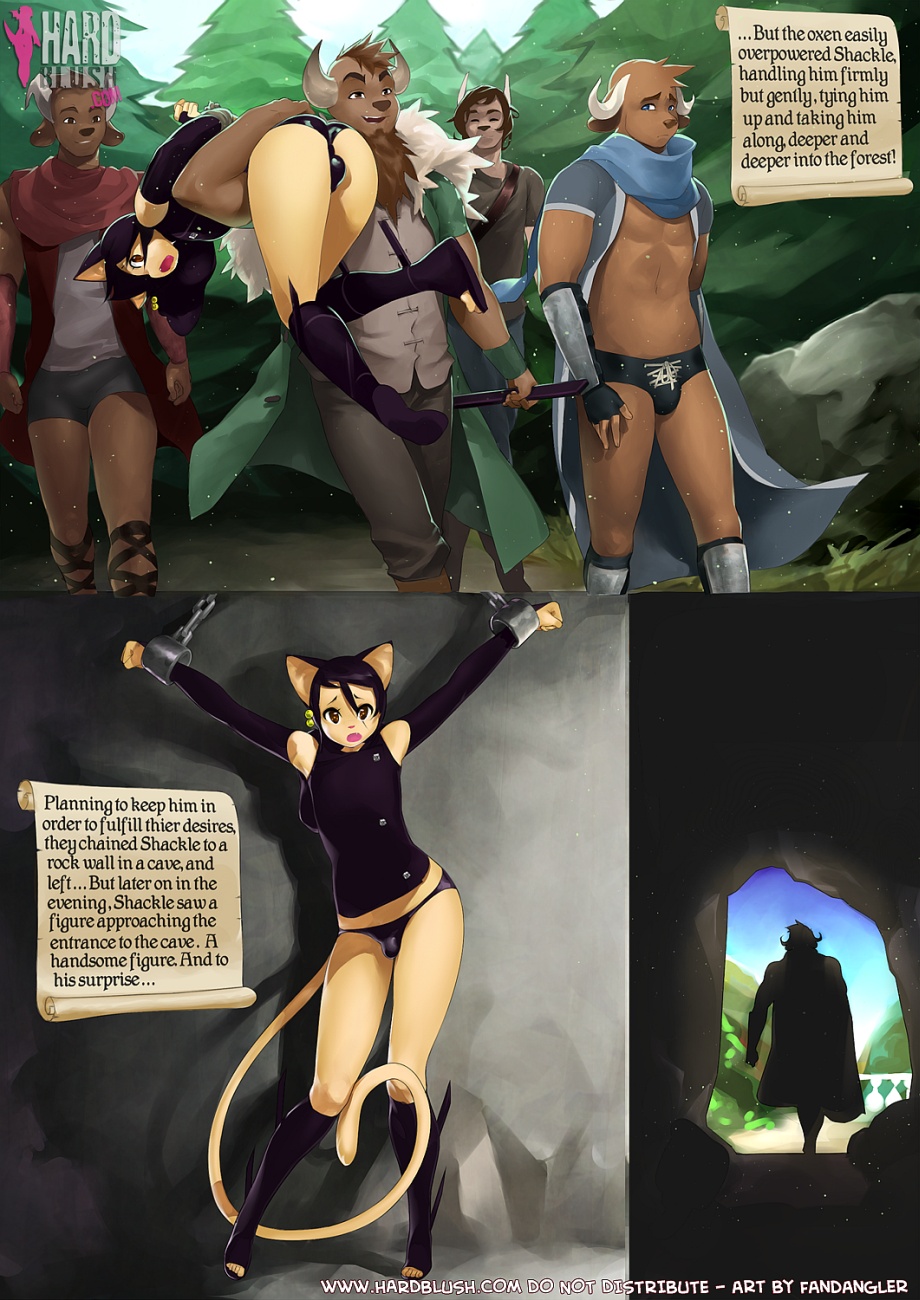 HARD
BLUSH
.COM
...But the oxen easily
overpowered Shackle,
handling him firmly
but gently, tying him
up and taking him
along, deeper and
deeper into the forest!
Planning to keep him in
order to fulfill thier desires,
they chained Shackle to a
rock wall in a cave, and
left...But later on in the
evening, Shackle saw a
figure approaching the
entrance to the cave. A
handsome figure. And to
his surprise...
WWW.HARDBLUSH.COM DO NOT DISTRIBUTE - ART BY FANDANGLER